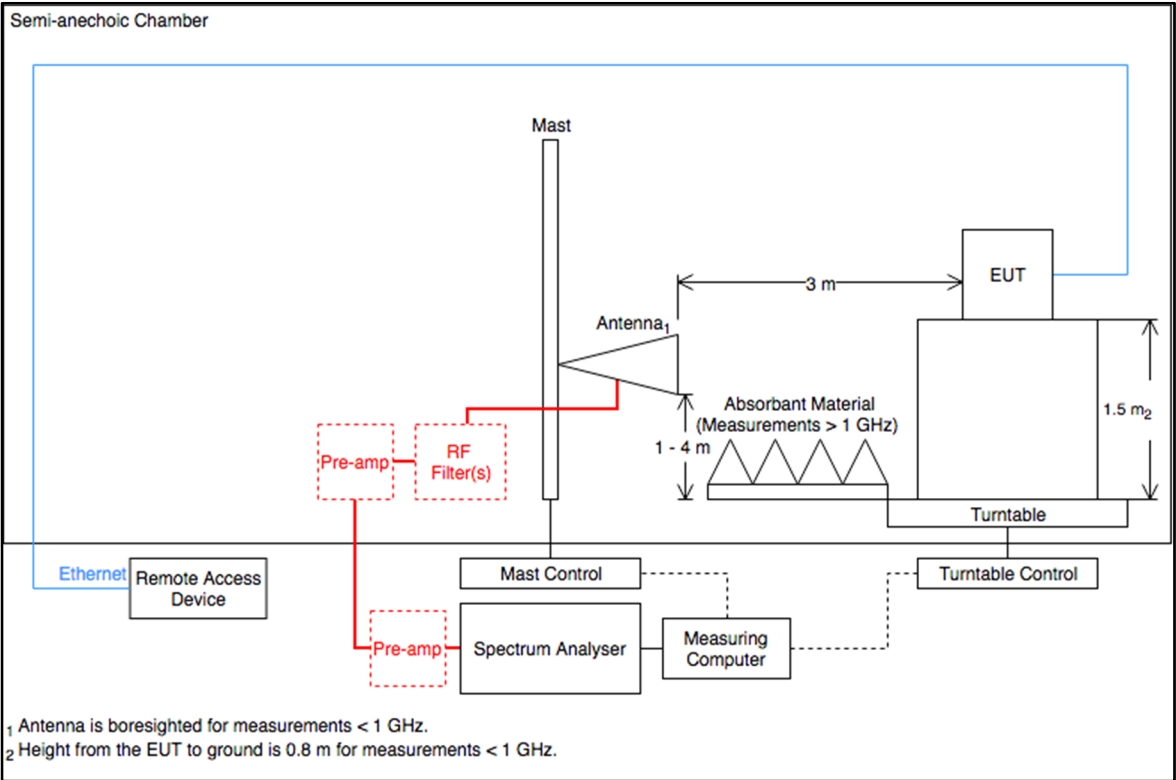 Semi-anechoic Chamber
Mast
EUT
3 m
Antenna1
Absorbant Material
(Measurements > 1 GHz)
1.5 m2
1 - 4 m
Pre-amp
RF
Filter(s)
Turntable
Ethernet
Remote Access
Device
Mast Control
Turntable Control
Pre-amp
Spectrum Analyser
Measuring
Computer
1 Antenna is boresighted for measurements < 1 GHz.
2 Height from the EUT to ground is 0.8 m for measurements < 1 GHz.